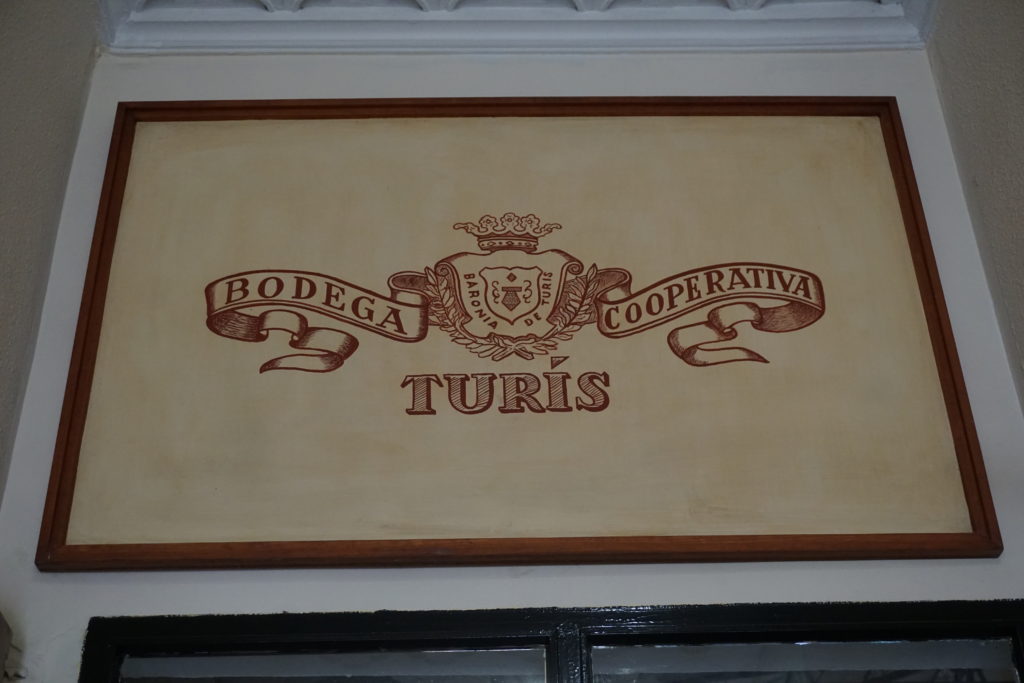 BODEGA
BARONIA DE TURIS
COOPERATIVA
TURÍS